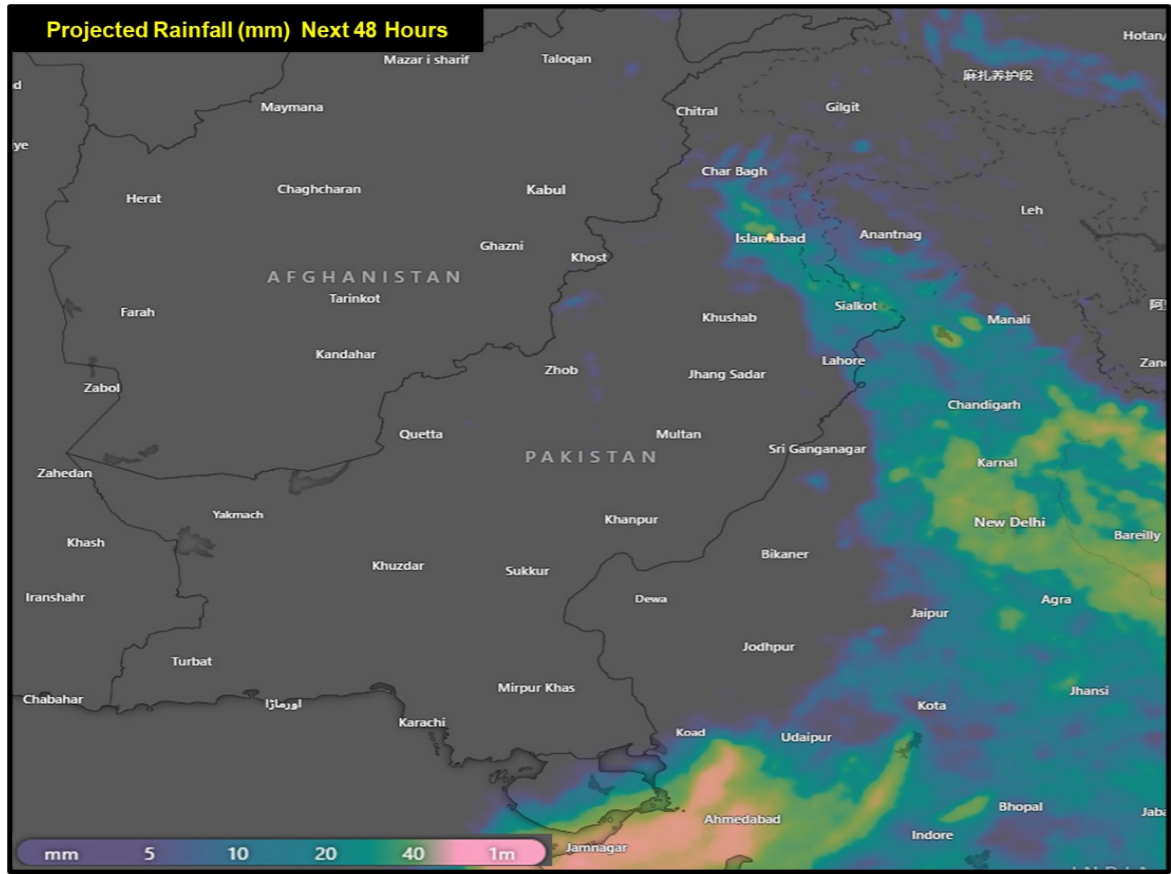 Projected Rainfall (mm) Next 48 Hours
Hotan/
Mazar i sharif
Taloqan
麻扎养护段
d
Maymana
Chitral
Gilgit
ye
Char Bagh
Herat
Chaghcharan
Kabul
Leh
Islamabad
Anantnag
Ghazni
Khost
AFGHANISTAN
Tarinkot
Farah
Khushab
Sialkot
Manali
Kandahar
Lahore
Zan
Zhob
Jhang Sadar
Zabol
Chandigarh
Quetta
Multan
Sri Ganganagar
PAKISTAN
Karnal
Zahedan
Yakmach
Khanpur
New Delhi
Bareilly
Khash
Bikaner
Khuzdar
Sukkur
Iranshahr
Dewa
Agra
Jaipur
Jodhpur
Turbat
Mirpur Khas
Jhansi
Chabahar
اورماڑا
Kota
Karachi
Koad
Udaipur
Bhopal
Jaba
Ahmedabad
Indore
Jamnagar
mm 5 10 20 40 1m